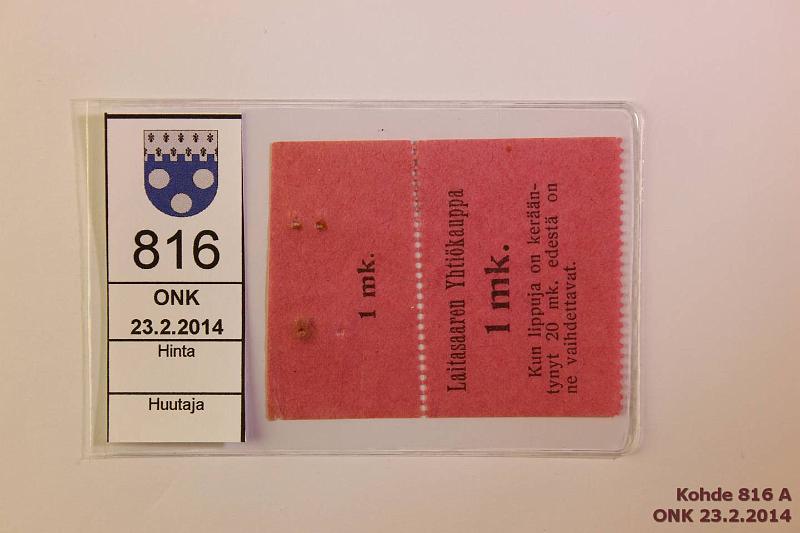 816
ONK
23.2.2014
Hinta
Huutaja
1 mk.
Laitasaaren Yhtiökauppa
1 mk.
Kun lippuja on kerään-
tynyt 20 mk. edestä on
ne vaihdettavat.
Kohde 816 A
ONK 23.2.2014